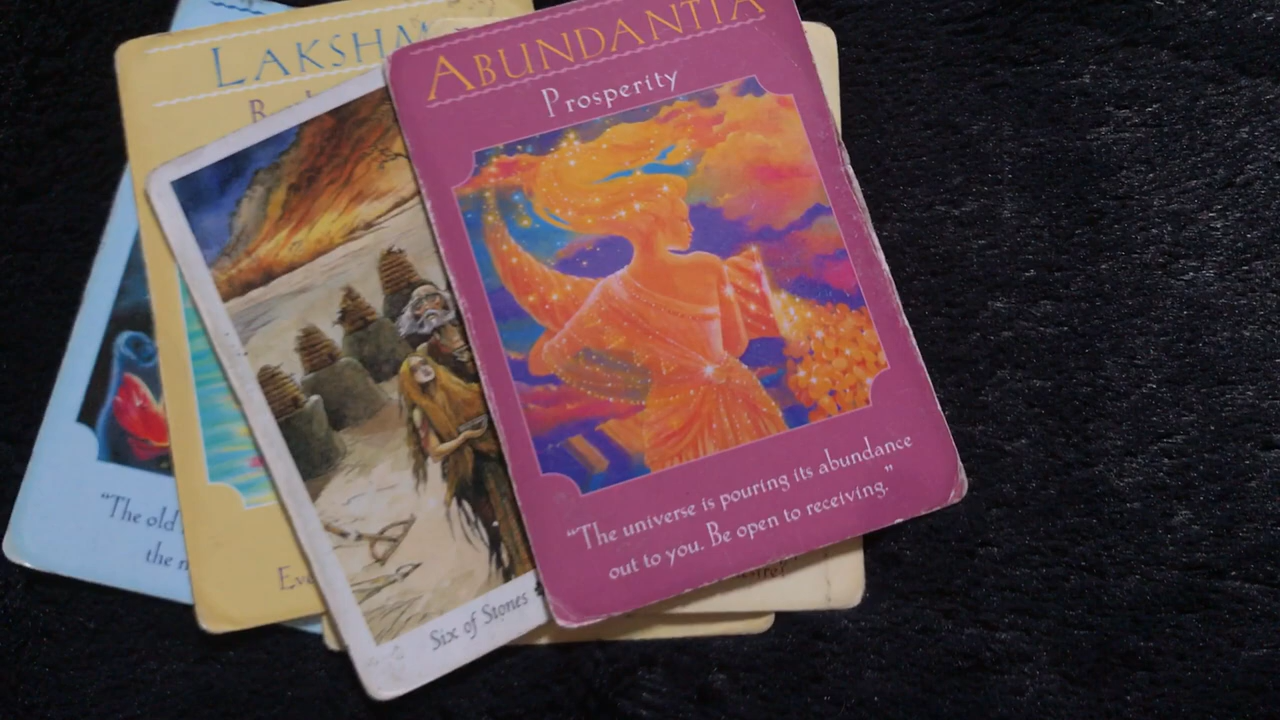 LAKSHM
ABUNDANTIA
Prosperity
"The universe is pouring its abundance
out to you. Be open to receiving."
Six of Stones
"The old
the